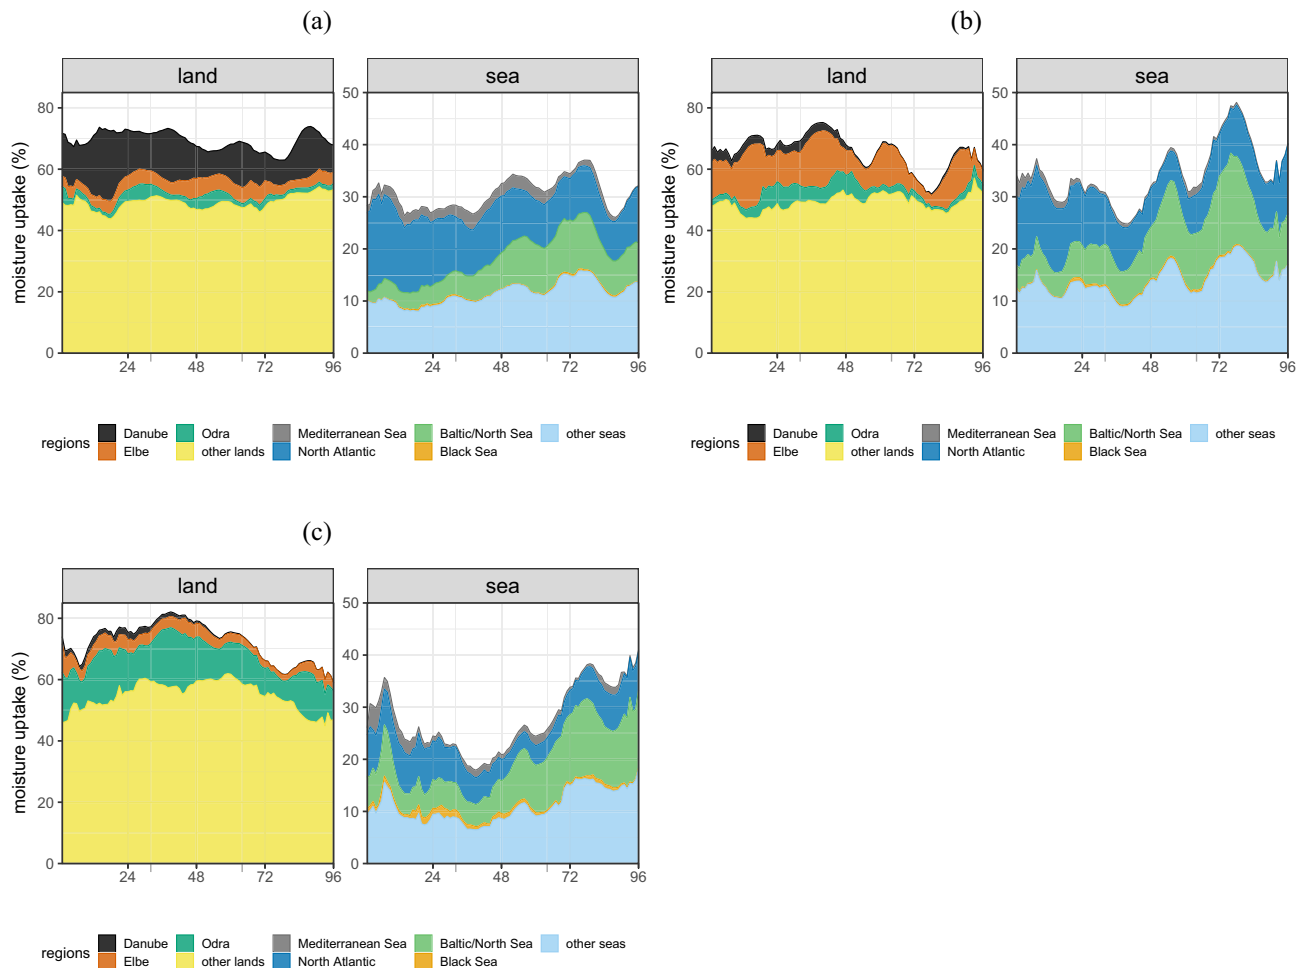 (a)
(b)
land
sea
land
sea
moisture uptake (%)
80
60
40
20
0
50
40
30
20
10
0
moisture uptake (%)
80
60
40
20
0
50
40
30
20
10
0
24 48 72 96
24 48 72 96
24 48 72 96
24 48 72 96
regions Danube Odra Mediterranean Sea Baltic/North Sea other seas
Elbe other lands North Atlantic Black Sea
regions Danube Odra Mediterranean Sea Baltic/North Sea other seas
Elbe other lands North Atlantic Black Sea
(c)
land
sea
moisture uptake (%)
80
60
40
20
0
50
40
30
20
10
0
24 48 72 96
24 48 72 96
regions Danube Odra Mediterranean Sea Baltic/North Sea other seas
Elbe other lands North Atlantic Black Sea